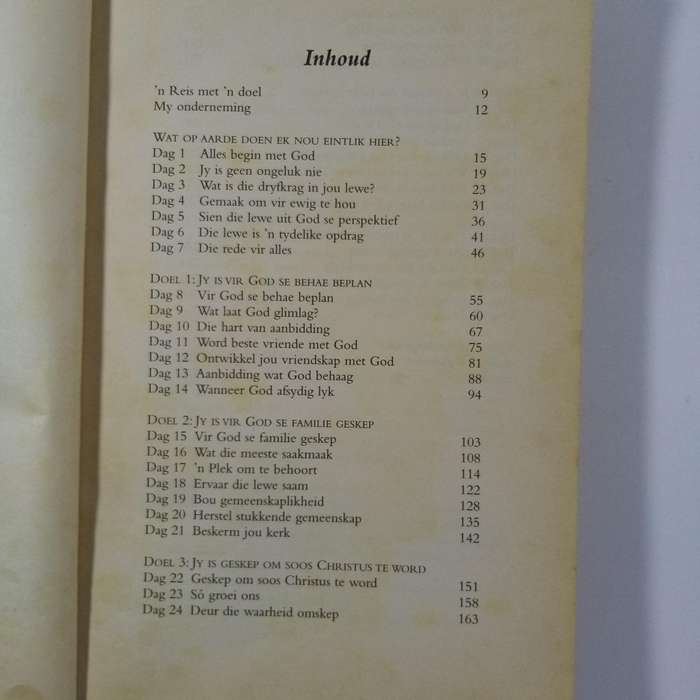 Inhoud
'n Reis met 'n doel 9
My onderneming 12
WAT OP AARDE DOEN EK NOU EINTLIK HIER?
Dag 1 Alles begin met God 15
Dag 2 Jy is geen ongeluk nie 19
Dag 3 Wat is die dryfkrag in jou lewe? 23
Dag 4 Gemaak om vir ewig te hou 31
Dag 5 Sien die lewe uit God se perspektief 36
Dag 6 Die lewe is 'n tydelike opdrag 41
Dag 7 Die rede vir alles 46
DOEL 1: JY IS VIR GOD SE BEHAE BEPLAN
Dag 8 Vir God se behae beplan 55
Dag 9 Wat laat God glimlag? 60
Dag 10 Die hart van aanbidding 67
Dag 11 Word beste vriende met God 75
Dag 12 Ontwikkel jou vriendskap met God 81
Dag 13 Aanbidding wat God behaag 88
Dag 14 Wanneer God afsydig lyk 94
DOEL 2: JY IS VIR GOD SE FAMILIE GESKEP
Dag 15 Vir God se familie geskep 103
Dag 16 Wat die meeste saakmaak 108
Dag 17 'n Plek om te behoort 114
Dag 18 Ervaar die lewe saam 122
Dag 19 Bou gemeenskaplikheid 128
Dag 20 Herstel stukkende gemeenskap 135
Dag 21 Beskerm jou kerk 142
DOEL 3: JY IS GESKEP OM SOOS CHRISTUS TE WORD
Dag 22 Geskep om soos Christus te word 151
Dag 23 Só groei ons 158
Dag 24 Deur die waarheid omskep 163